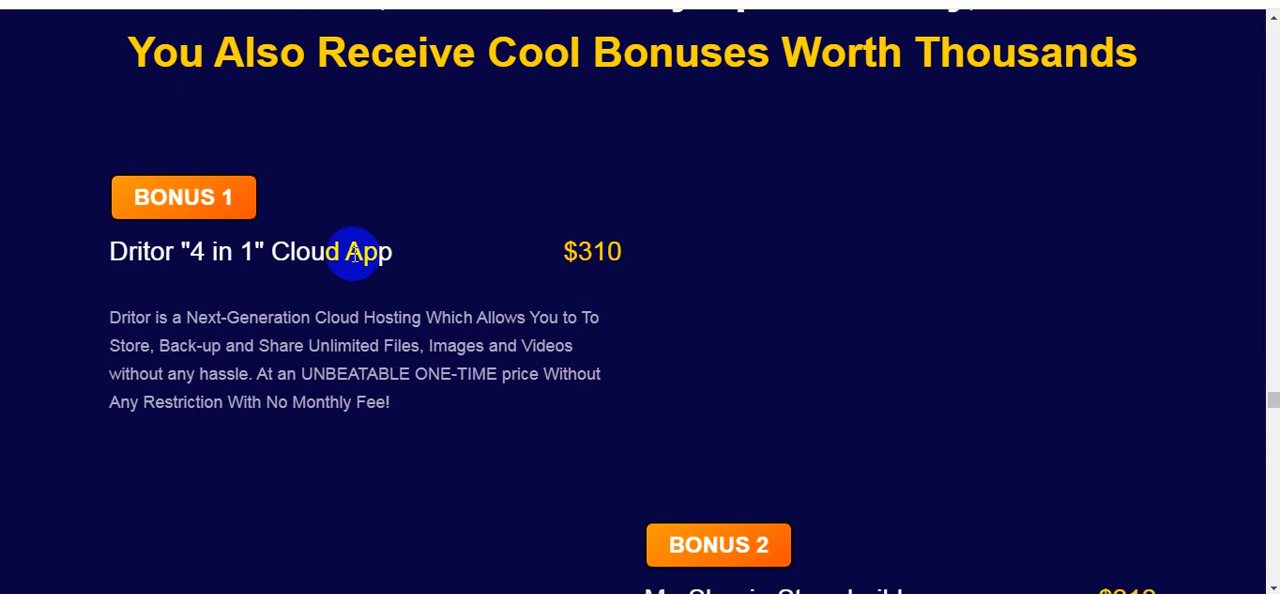 You Also Receive Cool Bonuses Worth Thousands
BONUS 1
Dritor "4 in 1" Cloud App $310
Dritor is a Next-Generation Cloud Hosting Which Allows You to To
Store, Back-up and Share Unlimited Files, Images and Videos
without any hassle. At an UNBEATABLE ONE-TIME price Without
Any Restriction With No Monthly Fee!
BONUS 2